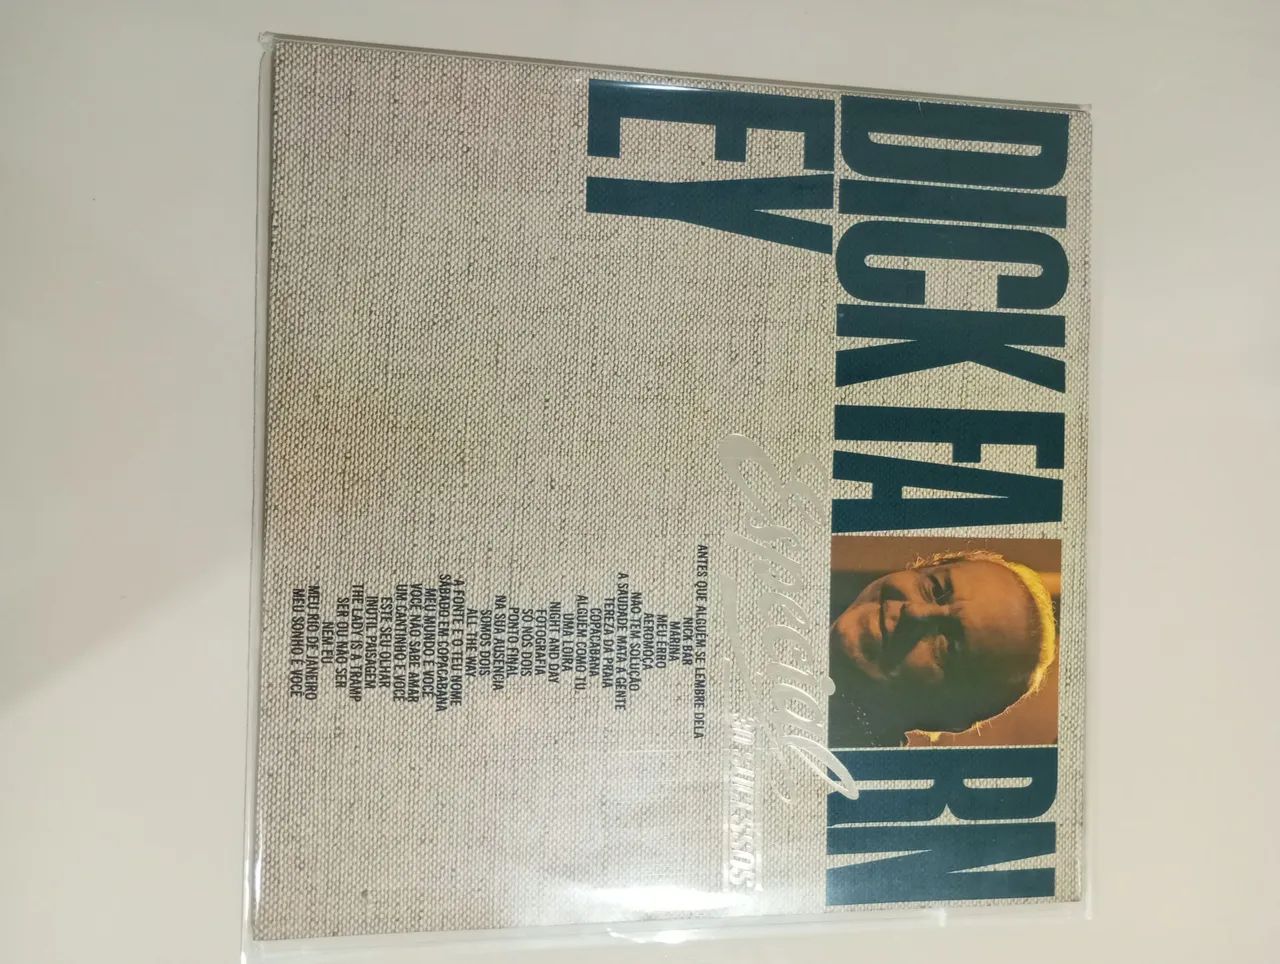 DICK FA RN
EY
Especial
30 SUCESSOS
ANTES QUE ALGUÉM SE LEMBRE DELA
NICK BAR
MARINA
MEU ERRO
AEROMOÇA
NÃO TEM SOLUÇÃO
A SAUDADE MATA A GENTE
TEREZA DA PRAIA
COPACABANA
ALGUÉM COMO TU
UMA LOIRA
NIGHT AND DAY
FOTOGRAFIA
SÓ NÓS DOIS
PONTO FINAL
NA SUA AUSÊNCIA
SOMOS DOIS
ALL THE WAY
A FONTE E O TEU NOME
SÁBADO EM COPACABANA
MEU MUNDO É VOCÊ
VOCÊ NÃO SABE AMAR
UM CANTINHO E VOCÊ
ESTE SEU OLHAR
INÚTIL PAISAGEM
THE LADY IS A TRAMP
SER OU NÃO SER
NEM EU
MEU RIO DE JANEIRO
MEU SONHO É VOCÊ